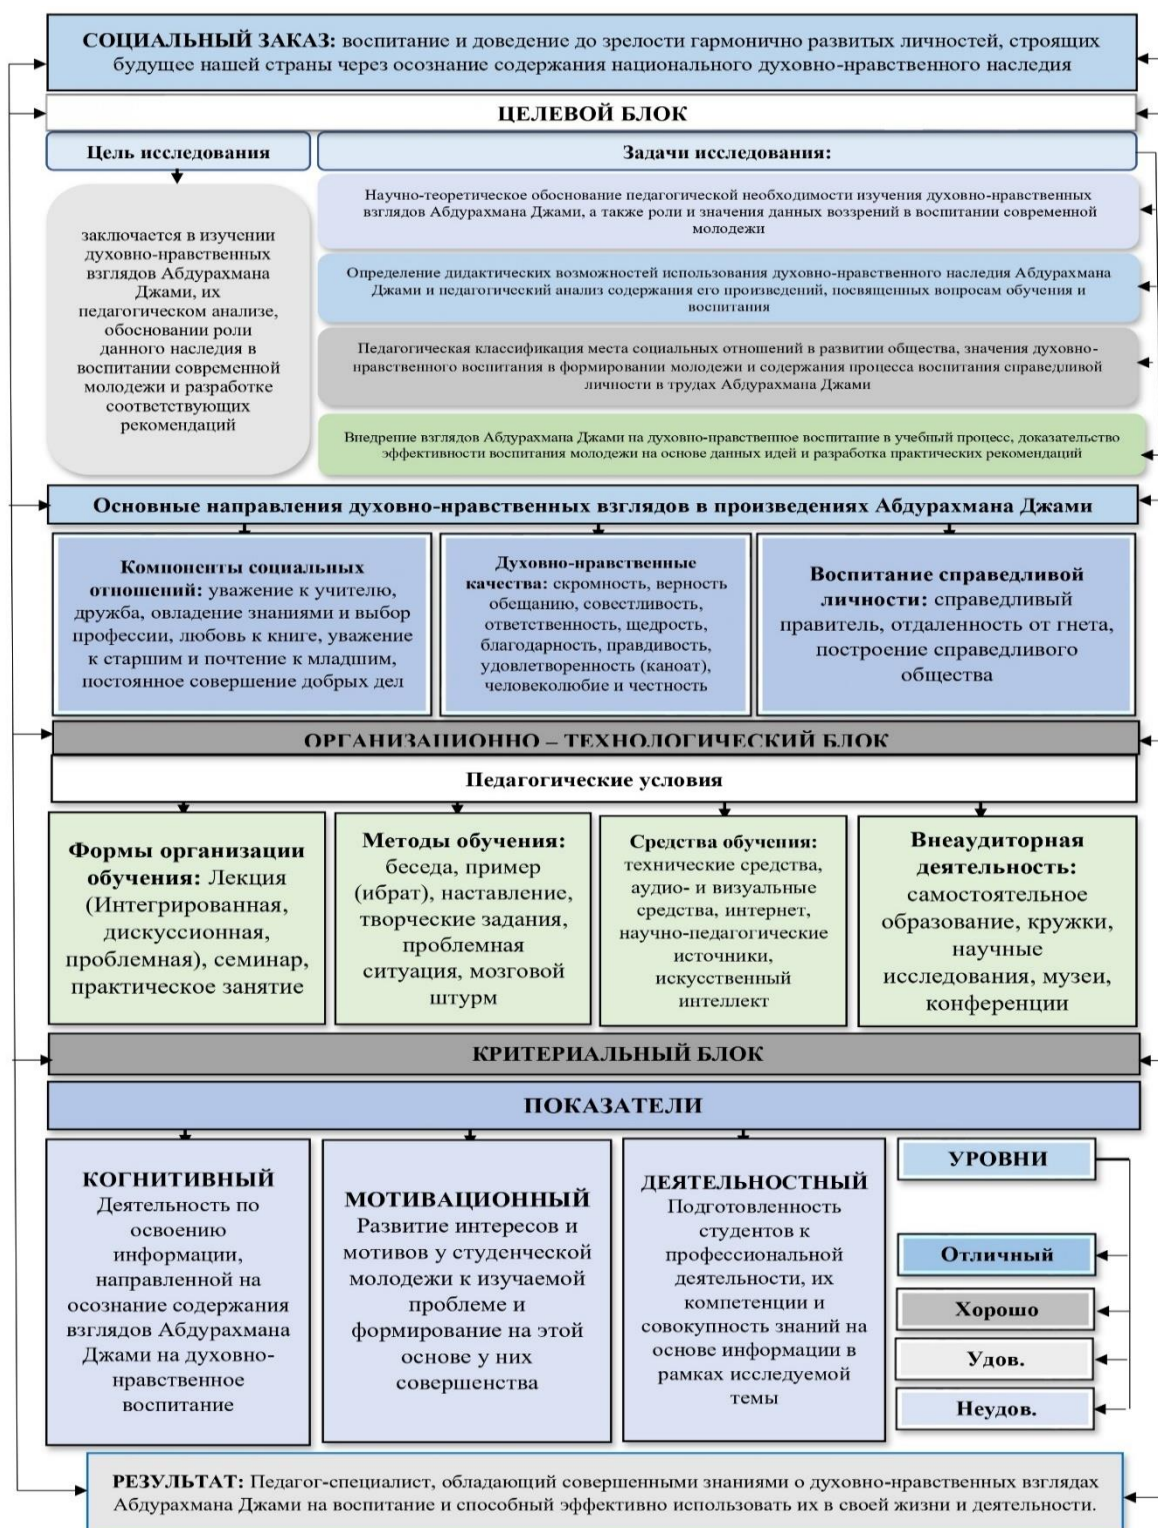 СОЦИАЛЬНЫЙ ЗАКАЗ: воспитание и доведение до зрелости гармонично развитых личностей, строящих
будущее нашей страны через осознание содержания национального духовно-нравственного наследия
ЦЕЛЕВОЙ БЛОК
Цель исследования
заключается в изучении
духовно-нравственных
взглядов Абдурахмана
Джами, их
педагогическом анализе,
обосновании роли
данного наследия в
воспитании современной
молодежи и разработке
соответствующих
рекомендаций
Задачи исследования:
Научно-теоретическое обоснование педагогической необходимости изучения духовно-нравственных
взглядов Абдурахмана Джами, а также роли и значения данных воззрений в воспитании современной
молодежи
Определение дидактических возможностей использования духовно-нравственного наследия Абдурахмана
Джами и педагогический анализ содержания его произведений, посвященных вопросам обучения и
воспитания
Педагогическая классификация места социальных отношений в развитии общества, значения духовно-
нравственного воспитания в формировании молодежи и содержания процесса воспитания справедливой
личности в трудах Абдурахмана Джами
Внедрение взглядов Абдурахмана Джами на духовно-нравственное воспитание в учебный процесс, доказательство
эффективности воспитания молодежи на основе данных идей и разработка практических рекомендаций
Основные направления духовно-нравственных взглядов в произведениях Абдурахмана Джами
Компоненты социальных
отношений: уважение к учителю,
дружба, овладение знаниями и выбор
профессии, любовь к книге, уважение
к старшим и почтение к младшим,
постоянное совершение добрых дел
Духовно-нравственные
качества: скромность, верность
обещанию, совестливость,
ответственность, щедрость,
благодарность, правдивость,
удовлетворенность (каноат),
человеколюбие и честность
Воспитание справедливой
личности: справедливый
правитель, отдаленность от гнета,
построение справедливого
общества
ОРГАНИЗАЦИОННО – ТЕХНОЛОГИЧЕСКИЙ БЛОК
Педагогические условия
Формы организации
обучения: Лекция
(Интегрированная,
дискуссионная,
проблемная), семинар,
практическое занятие
Методы обучения:
беседа, пример
(ибрат), наставление,
творческие задания,
проблемная
ситуация, мозговой
штурм
Средства обучения:
технические средства,
аудио- и визуальные
средства, интернет,
научно-педагогические
источники,
искусственный
интеллект
Внеаудиторная
деятельность:
самостоятельное
образование, кружки,
научные
исследования, музеи,
конференции
КРИТЕРИАЛЬНЫЙ БЛОК
ПОКАЗАТЕЛИ
КОГНИТИВНЫЙ
Деятельность по
освоению
информации,
направленной на
осознание содержания
взглядов Абдурахмана
Джами на духовно-
нравственное
воспитание
МОТИВАЦИОННЫЙ
Развитие интересов и
мотивов у студенческой
молодежи к изучаемой
проблеме и
формирование на этой
основе у них
совершенства
ДЕЯТЕЛЬНОСТНЫЙ
Подготовленность
студентов к
профессиональной
деятельности, их
компетенции и
совокупность знаний на
основе информации в
рамках исследуемой
темы
УРОВНИ
Отличный
Хорошо
Удов.
Неудов.
РЕЗУЛЬТАТ: Педагог-специалист, обладающий совершенными знаниями о духовно-нравственных взглядах
Абдурахмана Джами на воспитание и способный эффективно использовать их в своей жизни и деятельности.